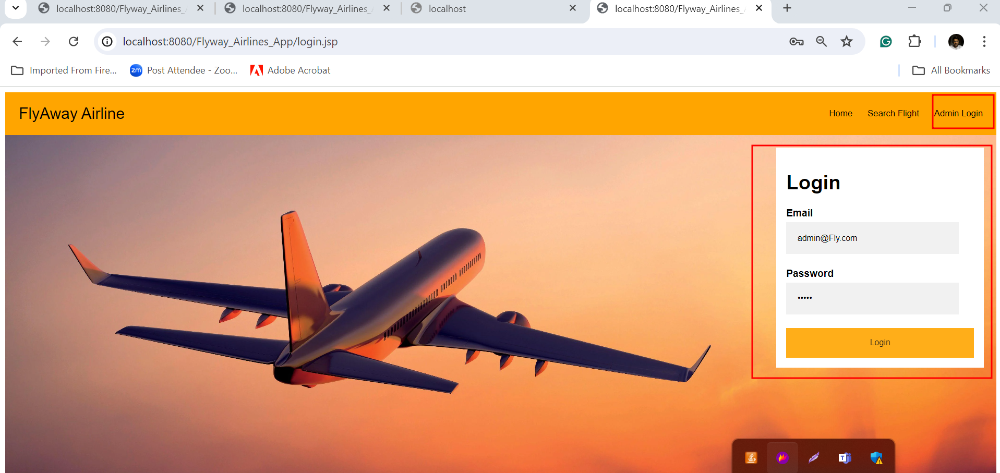 localhost:8080/Flyway_Airlines_
localhost:8080/Flyway_Airlines_
localhost
localhost:8080/Flyway_Airlines_
localhost:8080/Flyway_Airlines_App/login.jsp
Imported From Fire...
zm Post Attendee - Zoo...
Adobe Acrobat
All Bookmarks
FlyAway Airline
Home
Search Flight
Admin Login
Login
Email
admin@Fly.com
Password
•••••
Login